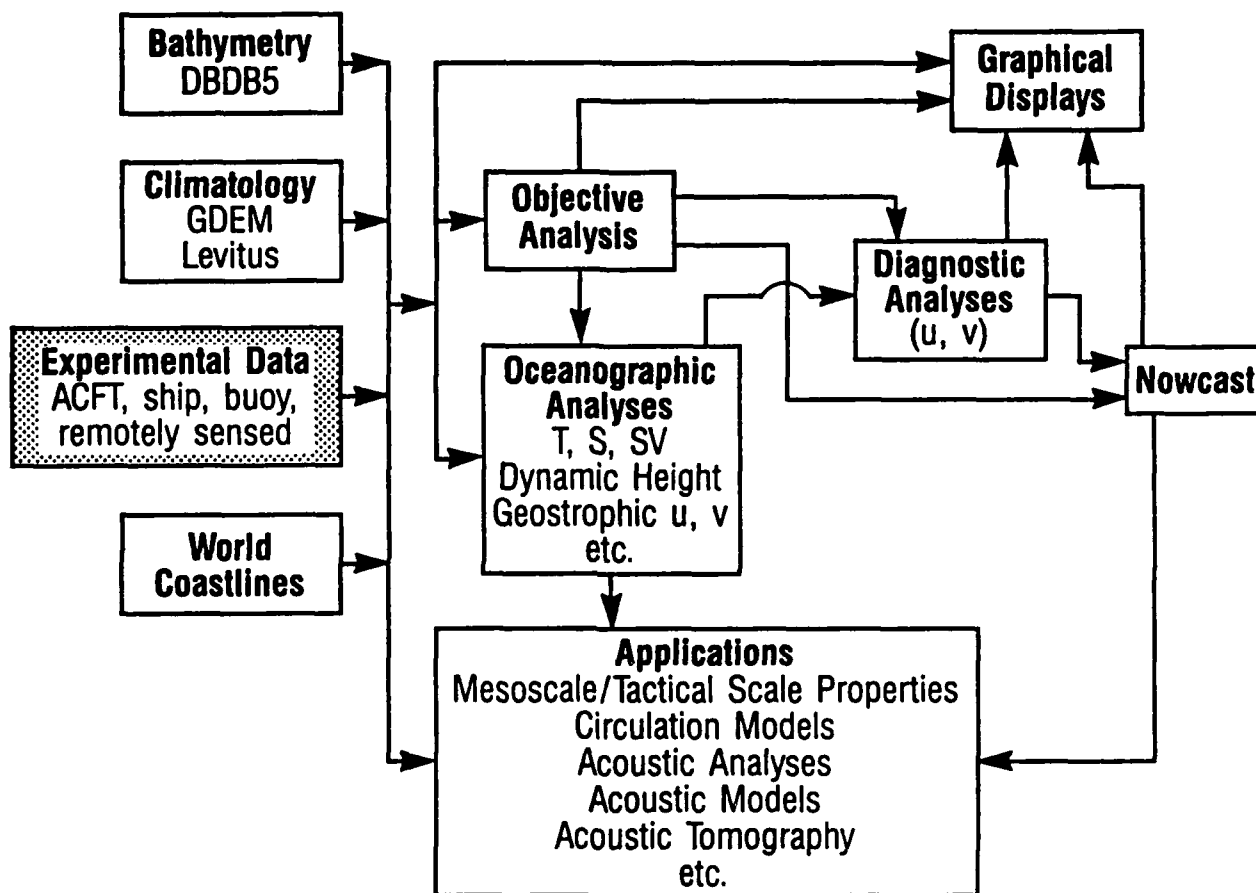 Bathymetry
DBDB5
Climatology
GDEM
Levitus
Experimental Data
ACFT, ship, buoy,
remotely sensed
World
Coastlines
Graphical
Displays
Objective
Analysis
Diagnostic
Analyses
(u, v)
Oceanographic
Analyses
T, S, SV
Dynamic Height
Geostrophic u, v
etc.
Nowcast
Applications
Mesoscale/Tactical Scale Properties
Circulation Models
Acoustic Analyses
Acoustic Models
Acoustic Tomography
etc.